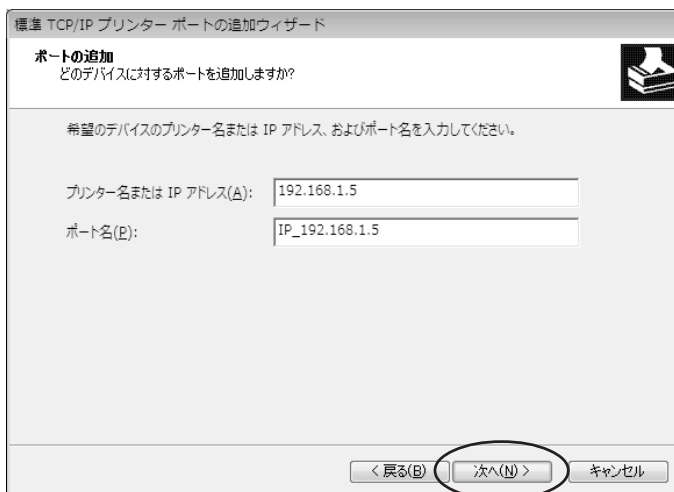 標準 TCP/IP プリンター ポートの追加ウィザード
ポートの追加
どのデバイスに対するポートを追加しますか?
希望のデバイスのプリンター名または IP アドレス、およびポート名を入力してください。
プリンター名または IP アドレス(A): 192.168.1.5
ポート名(P): IP_192.168.1.5
< 戻る(B) 次へ(N) > キャンセル